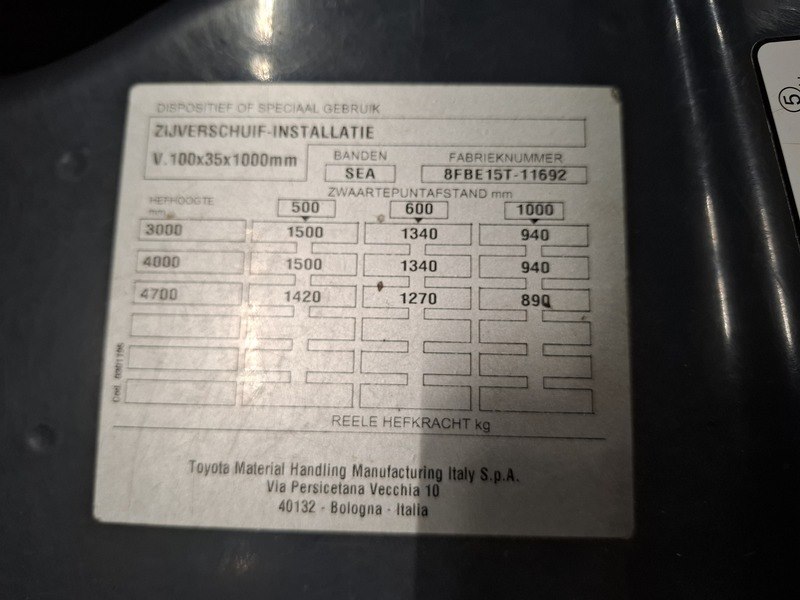 DISPOSITIEF OF SPECIAAL GEBRUIK
ZIJVERSCHUIF-INSTALLATIE
V.100x35x1000mm
BANDEN
SEA
FABRIEKNUMMER
8FBE15T-11692
ZWAARTEPUNTAFSTAND mm
HEFHOOGTE mm
500 600 1000
3000 1500 1340 940
4000 1500 1340 940
4700 1420 1270 890
REELE HEFKRACHT kg
Toyota Material Handling Manufacturing Italy S.p.A.
Via Persicetana Vecchia 10
40132 - Bologna - Italia
5